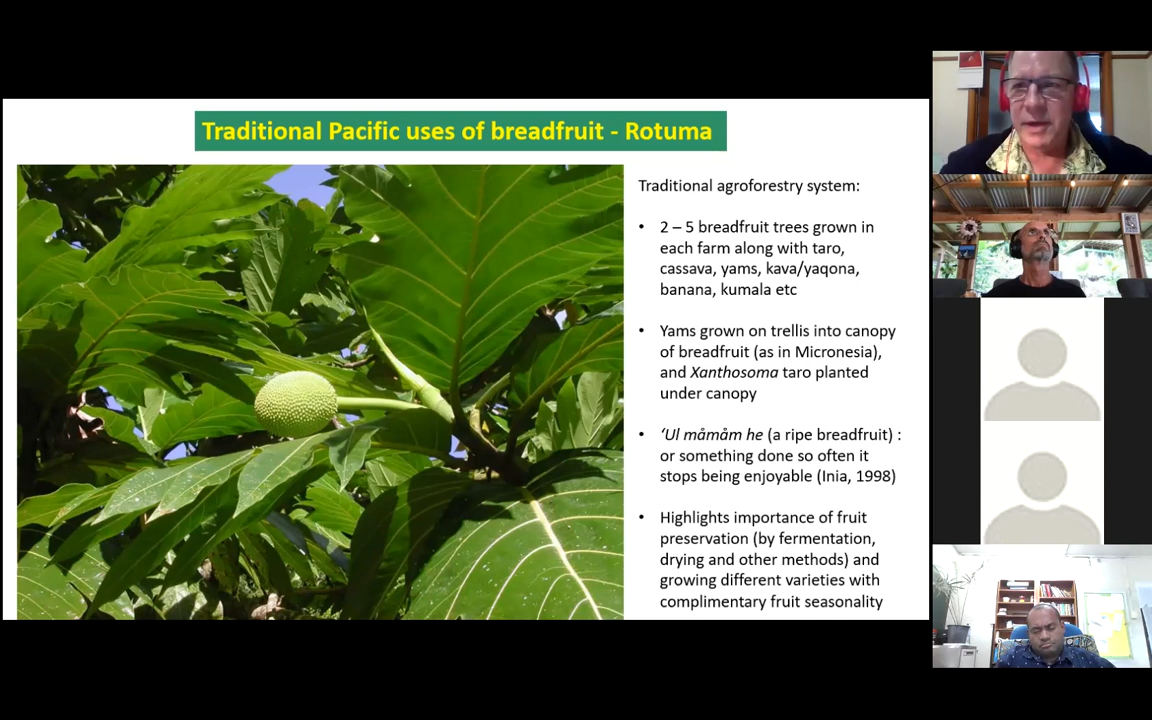 Traditional Pacific uses of breadfruit - Rotuma
Traditional agroforestry system:
• 2 – 5 breadfruit trees grown in
each farm along with taro,
cassava, yams, kava/yaqona,
banana, kumala etc
• Yams grown on trellis into canopy
of breadfruit (as in Micronesia),
and Xanthosoma taro planted
under canopy
• ‘Ul måmåm he (a ripe breadfruit) :
or something done so often it
stops being enjoyable (Inia, 1998)
• Highlights importance of fruit
preservation (by fermentation,
drying and other methods) and
growing different varieties with
complimentary fruit seasonality